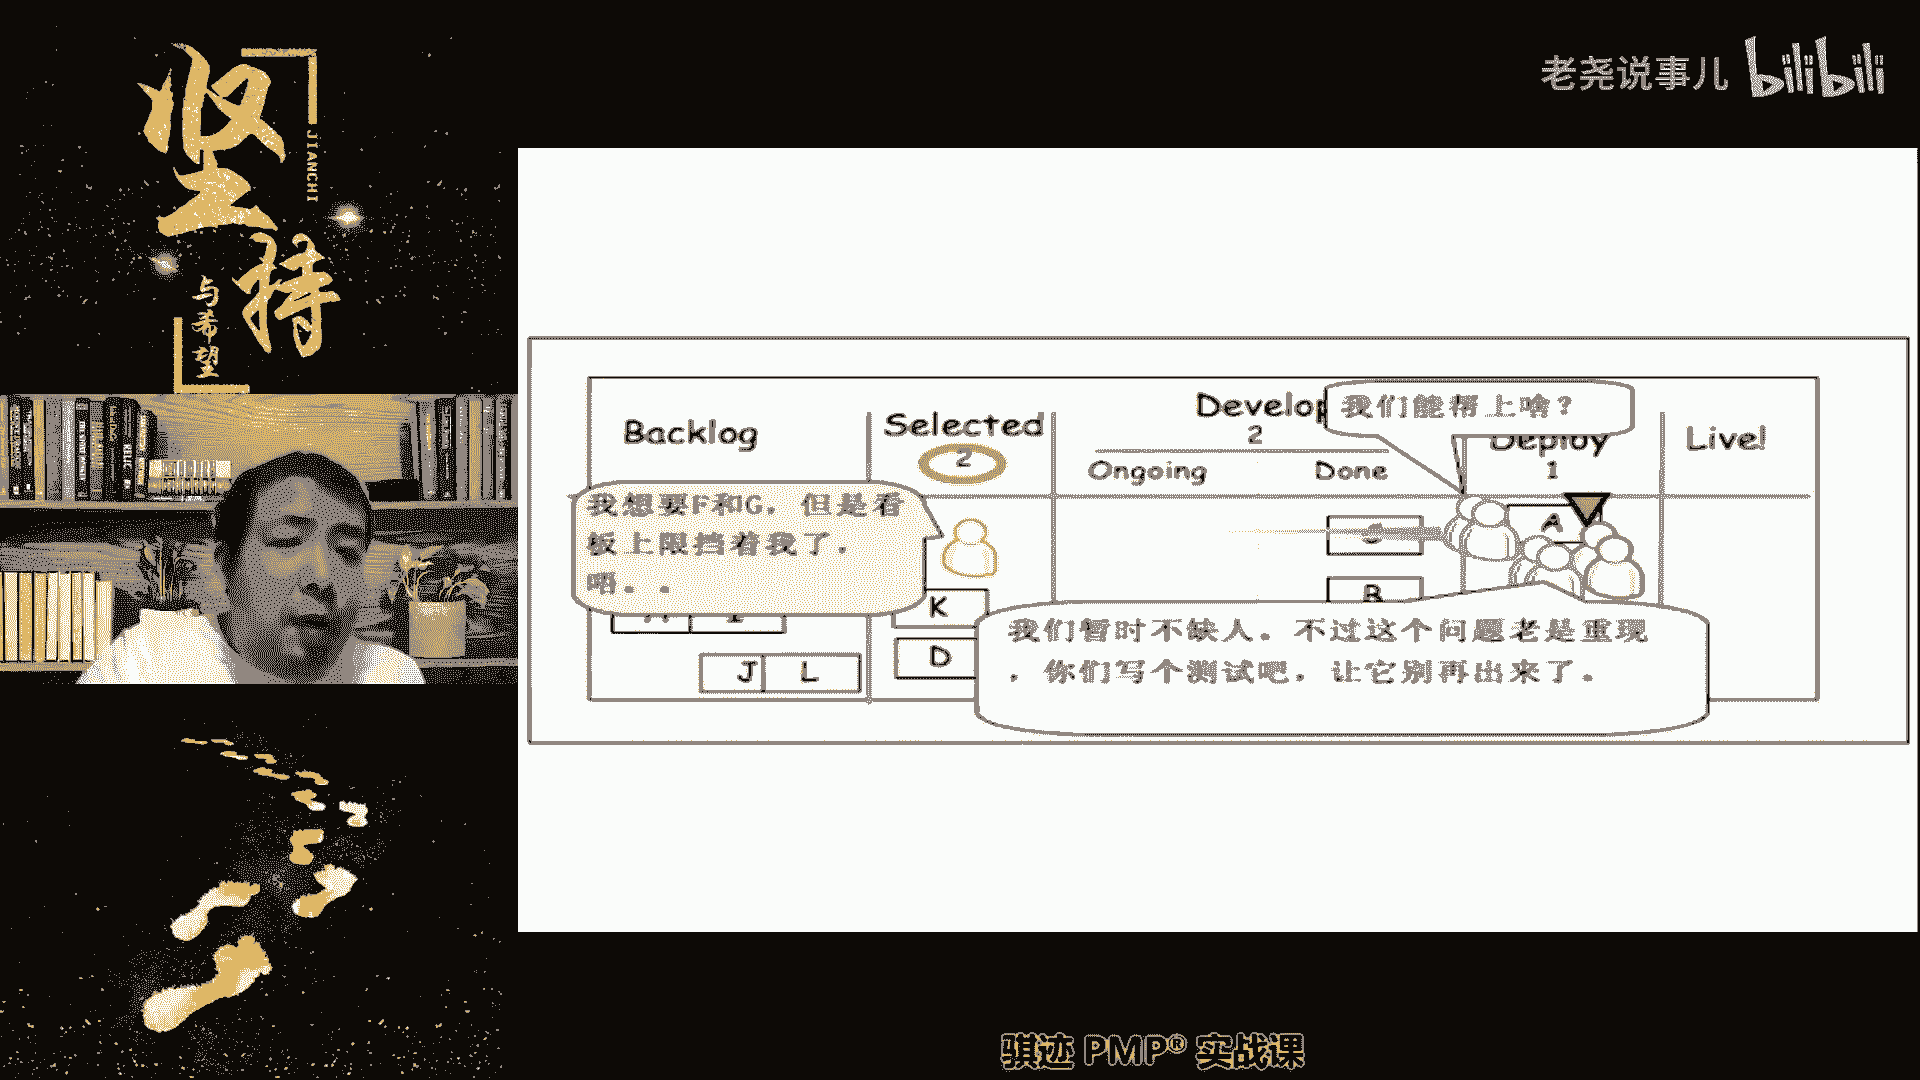 坚持
JIANCHI
与希望
老尧说事儿 bilibili
Backlog
Selected
2
Develop
2
Ongoing
Done
我们能帮上啥？
Deploy
1
Live!
我想要F和G，但是看
板上限挡着我了，
唔。。
A
B
K
D
J
L
我们暂时不缺人。不过这个问题老是重现
，你们写个测试吧，让它别再出来了。
骐迹 PMP® 实战课